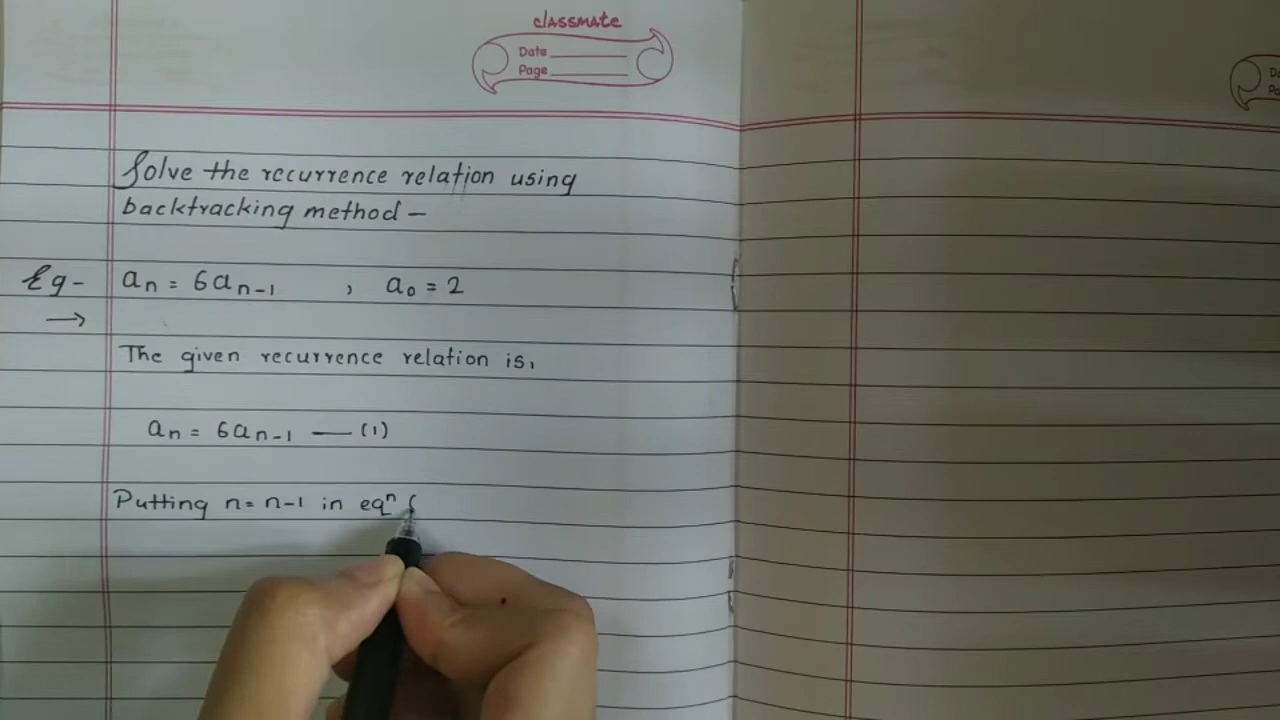 classmate
Date
Page
Solve the recurrence relation using
backtracking method –
Eg- an = 6an-1 , a0 = 2
→
The given recurrence relation is,
an = 6an-1 — (1)
Putting n = n-1 in eqn (